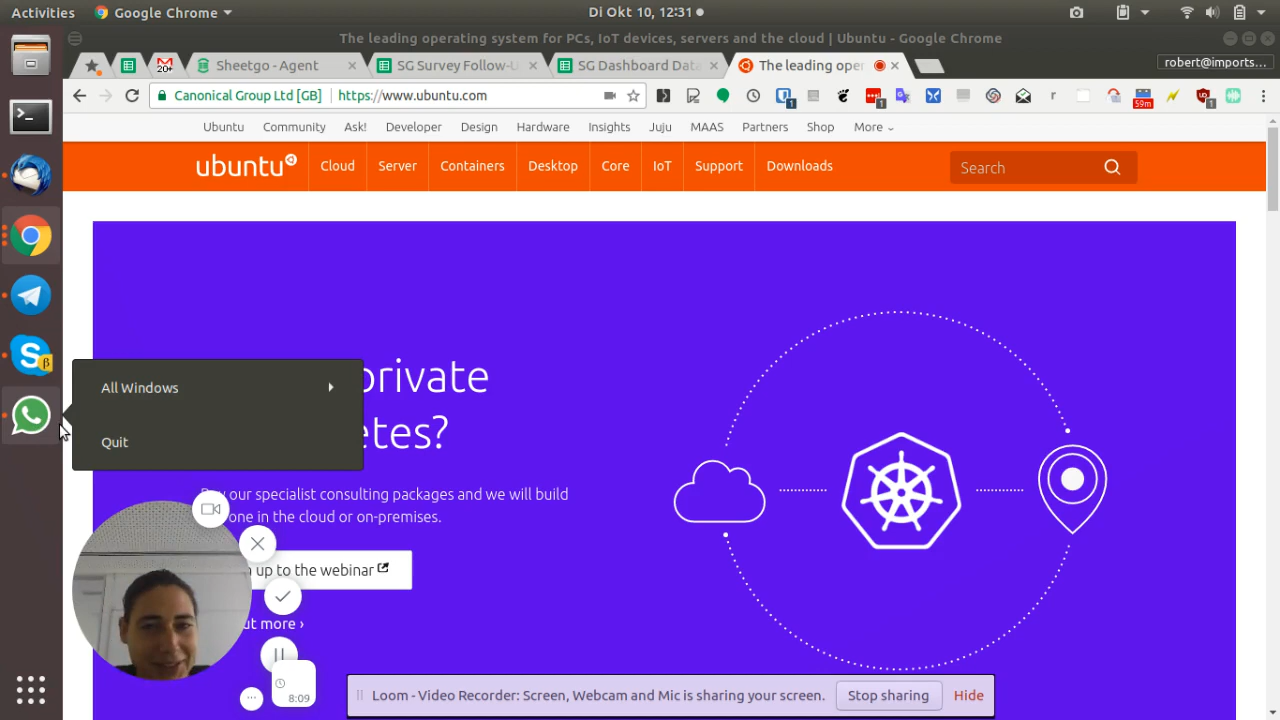 Activities
Google Chrome
Di Okt 10, 12:31
The leading operating system for PCs, IoT devices, servers and the cloud | Ubuntu - Google Chrome
20+
Sheetgo - Agent
SG Survey Follow-U
SG Dashboard Data
The leading oper
robert@imports...
Canonical Group Ltd [GB]
https://www.ubuntu.com
1
1
59m
1
Ubuntu
Community
Ask!
Developer
Design
Hardware
Insights
Juju
MAAS
Partners
Shop
More
ubuntu
Cloud
Server
Containers
Desktop
Core
IoT
Support
Downloads
Search
All Windows
Quit
private
etes?
our specialist consulting packages and we will build
one in the cloud or on-premises.
up to the webinar
ut more ›
8:09
Loom - Video Recorder: Screen, Webcam and Mic is sharing your screen.
Stop sharing
Hide